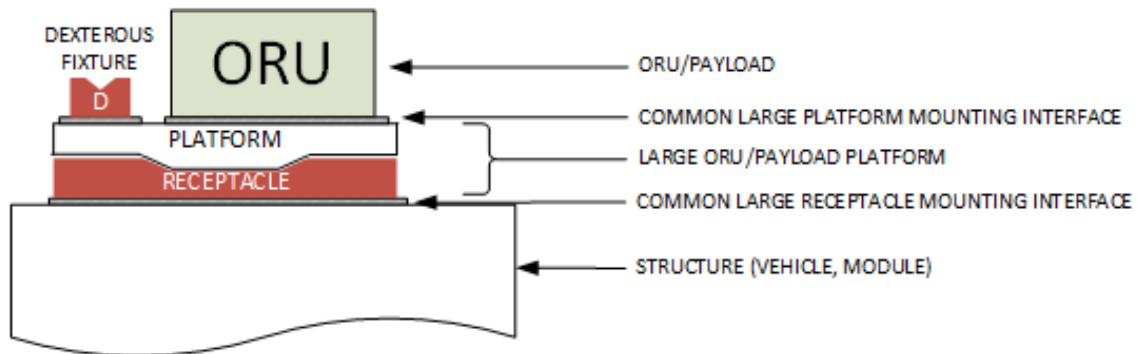 DEXTEROUS
FIXTURE
D
ORU
PLATFORM
RECEPTACLE
ORU/PAYLOAD
COMMON LARGE PLATFORM MOUNTING INTERFACE
LARGE ORU/PAYLOAD PLATFORM
COMMON LARGE RECEPTACLE MOUNTING INTERFACE
STRUCTURE (VEHICLE, MODULE)